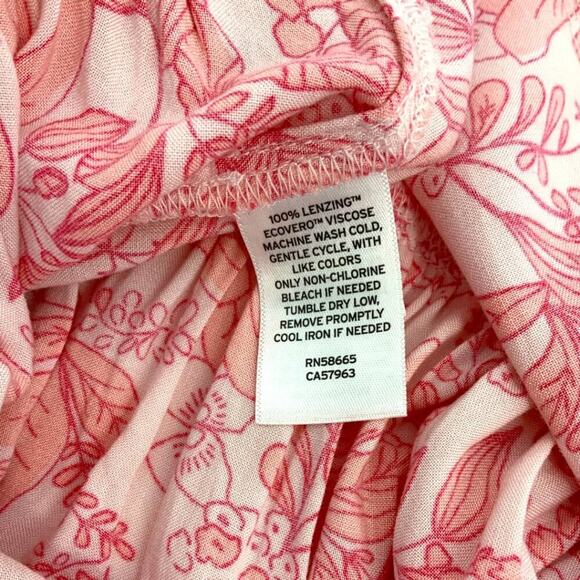 100% LENZING™
ECOVERO™ VISCOSE
MACHINE WASH COLD,
GENTLE CYCLE, WITH
LIKE COLORS
ONLY NON-CHLORINE
BLEACH IF NEEDED
TUMBLE DRY LOW,
REMOVE PROMPTLY
COOL IRON IF NEEDED
RN58665
CA57963